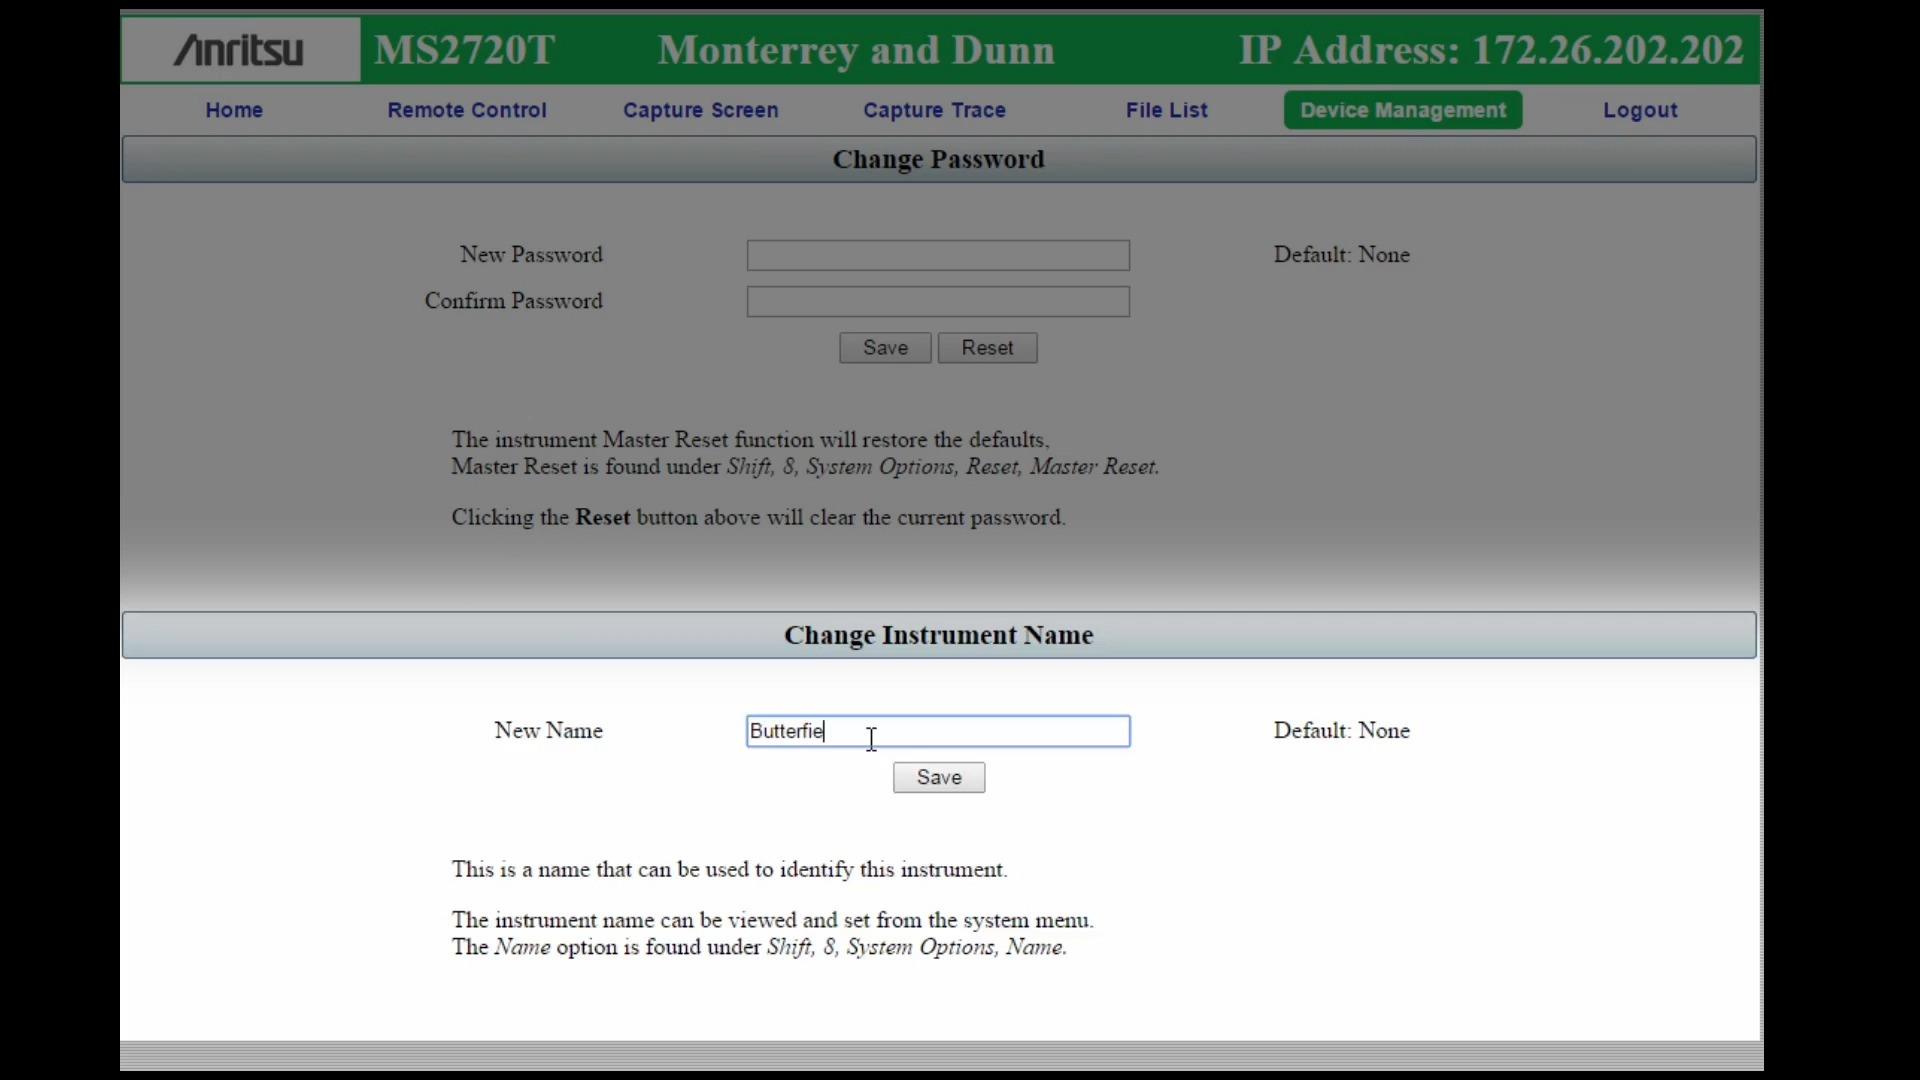 Anritsu MS2720T Monterrey and Dunn IP Address: 172.26.202.202
Home Remote Control Capture Screen Capture Trace File List Device Management Logout
Change Password
New Password Default: None
Confirm Password
Save Reset
The instrument Master Reset function will restore the defaults,
Master Reset is found under Shift, 8, System Options, Reset, Master Reset.
Clicking the Reset button above will clear the current password.
Change Instrument Name
New Name Butterfie Default: None
Save
This is a name that can be used to identify this instrument.
The instrument name can be viewed and set from the system menu.
The Name option is found under Shift, 8, System Options, Name.